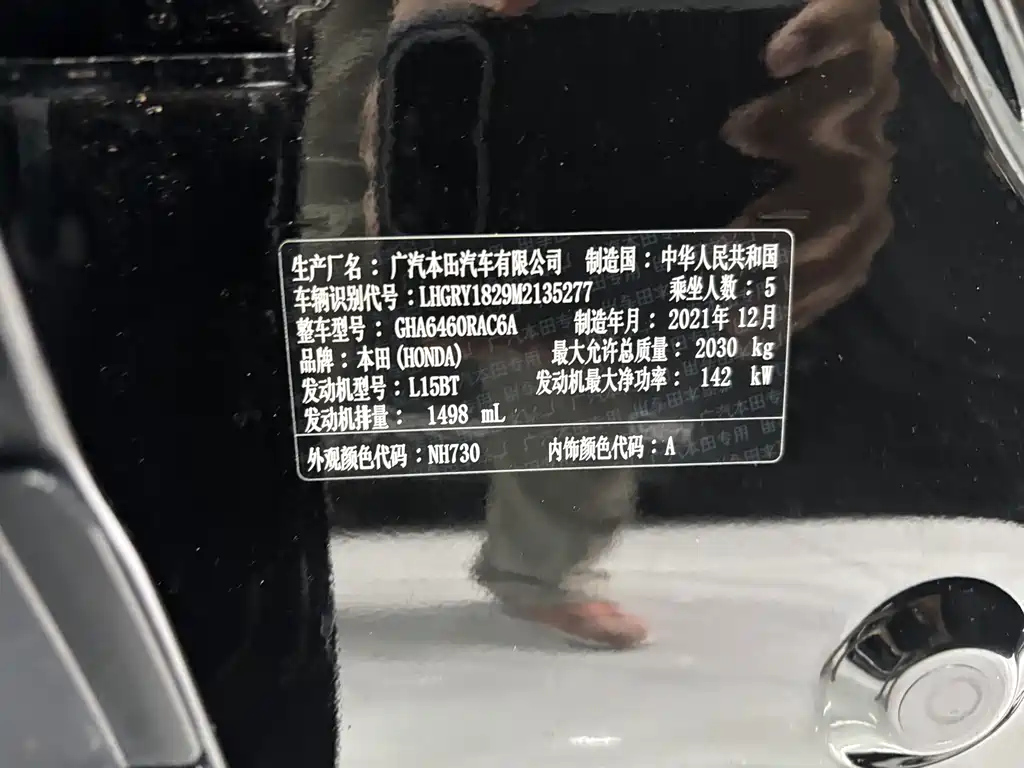 生产厂名：广汽本田汽车有限公司 制造国：中华人民共和国
车辆识别代号：LHGRY1829M2135277 乘坐人数：5
整车型号：GHA6460RAC6A 制造年月：2021年12月
品牌：本田(HONDA) 最大允许总质量：2030 kg
发动机型号：L15BT 发动机最大净功率：142 kW
发动机排量：1498 mL
外观颜色代码：NH730 内饰颜色代码：A